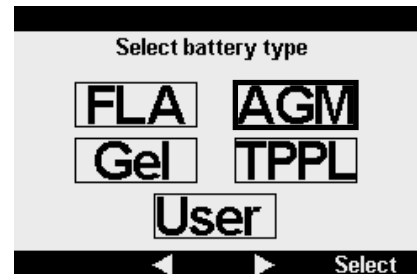 Select battery type
FLA AGM
Gel TPPL
User
Select